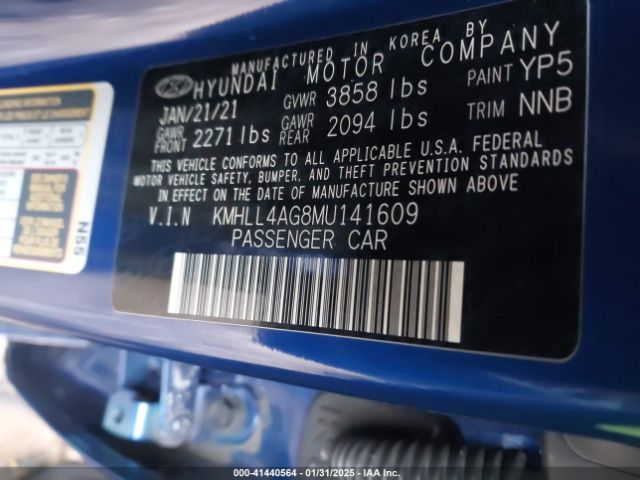 MANUFACTURED IN KOREA BY
HYUNDAI MOTOR COMPANY
JAN/21/21 GVWR 3858 lbs PAINT YP5
GAWR FRONT 2271 lbs GAWR REAR 2094 lbs TRIM NNB
THIS VEHICLE CONFORMS TO ALL APPLICABLE U.S.A. FEDERAL
MOTOR VEHICLE SAFETY, BUMPER, AND THEFT PREVENTION STANDARDS
IN EFFECT ON THE DATE OF MANUFACTURE SHOWN ABOVE
V.I.N KMHLL4AG8MU141609
PASSENGER CAR
N55
000-41440564 - 01/31/2025 - IAA Inc.